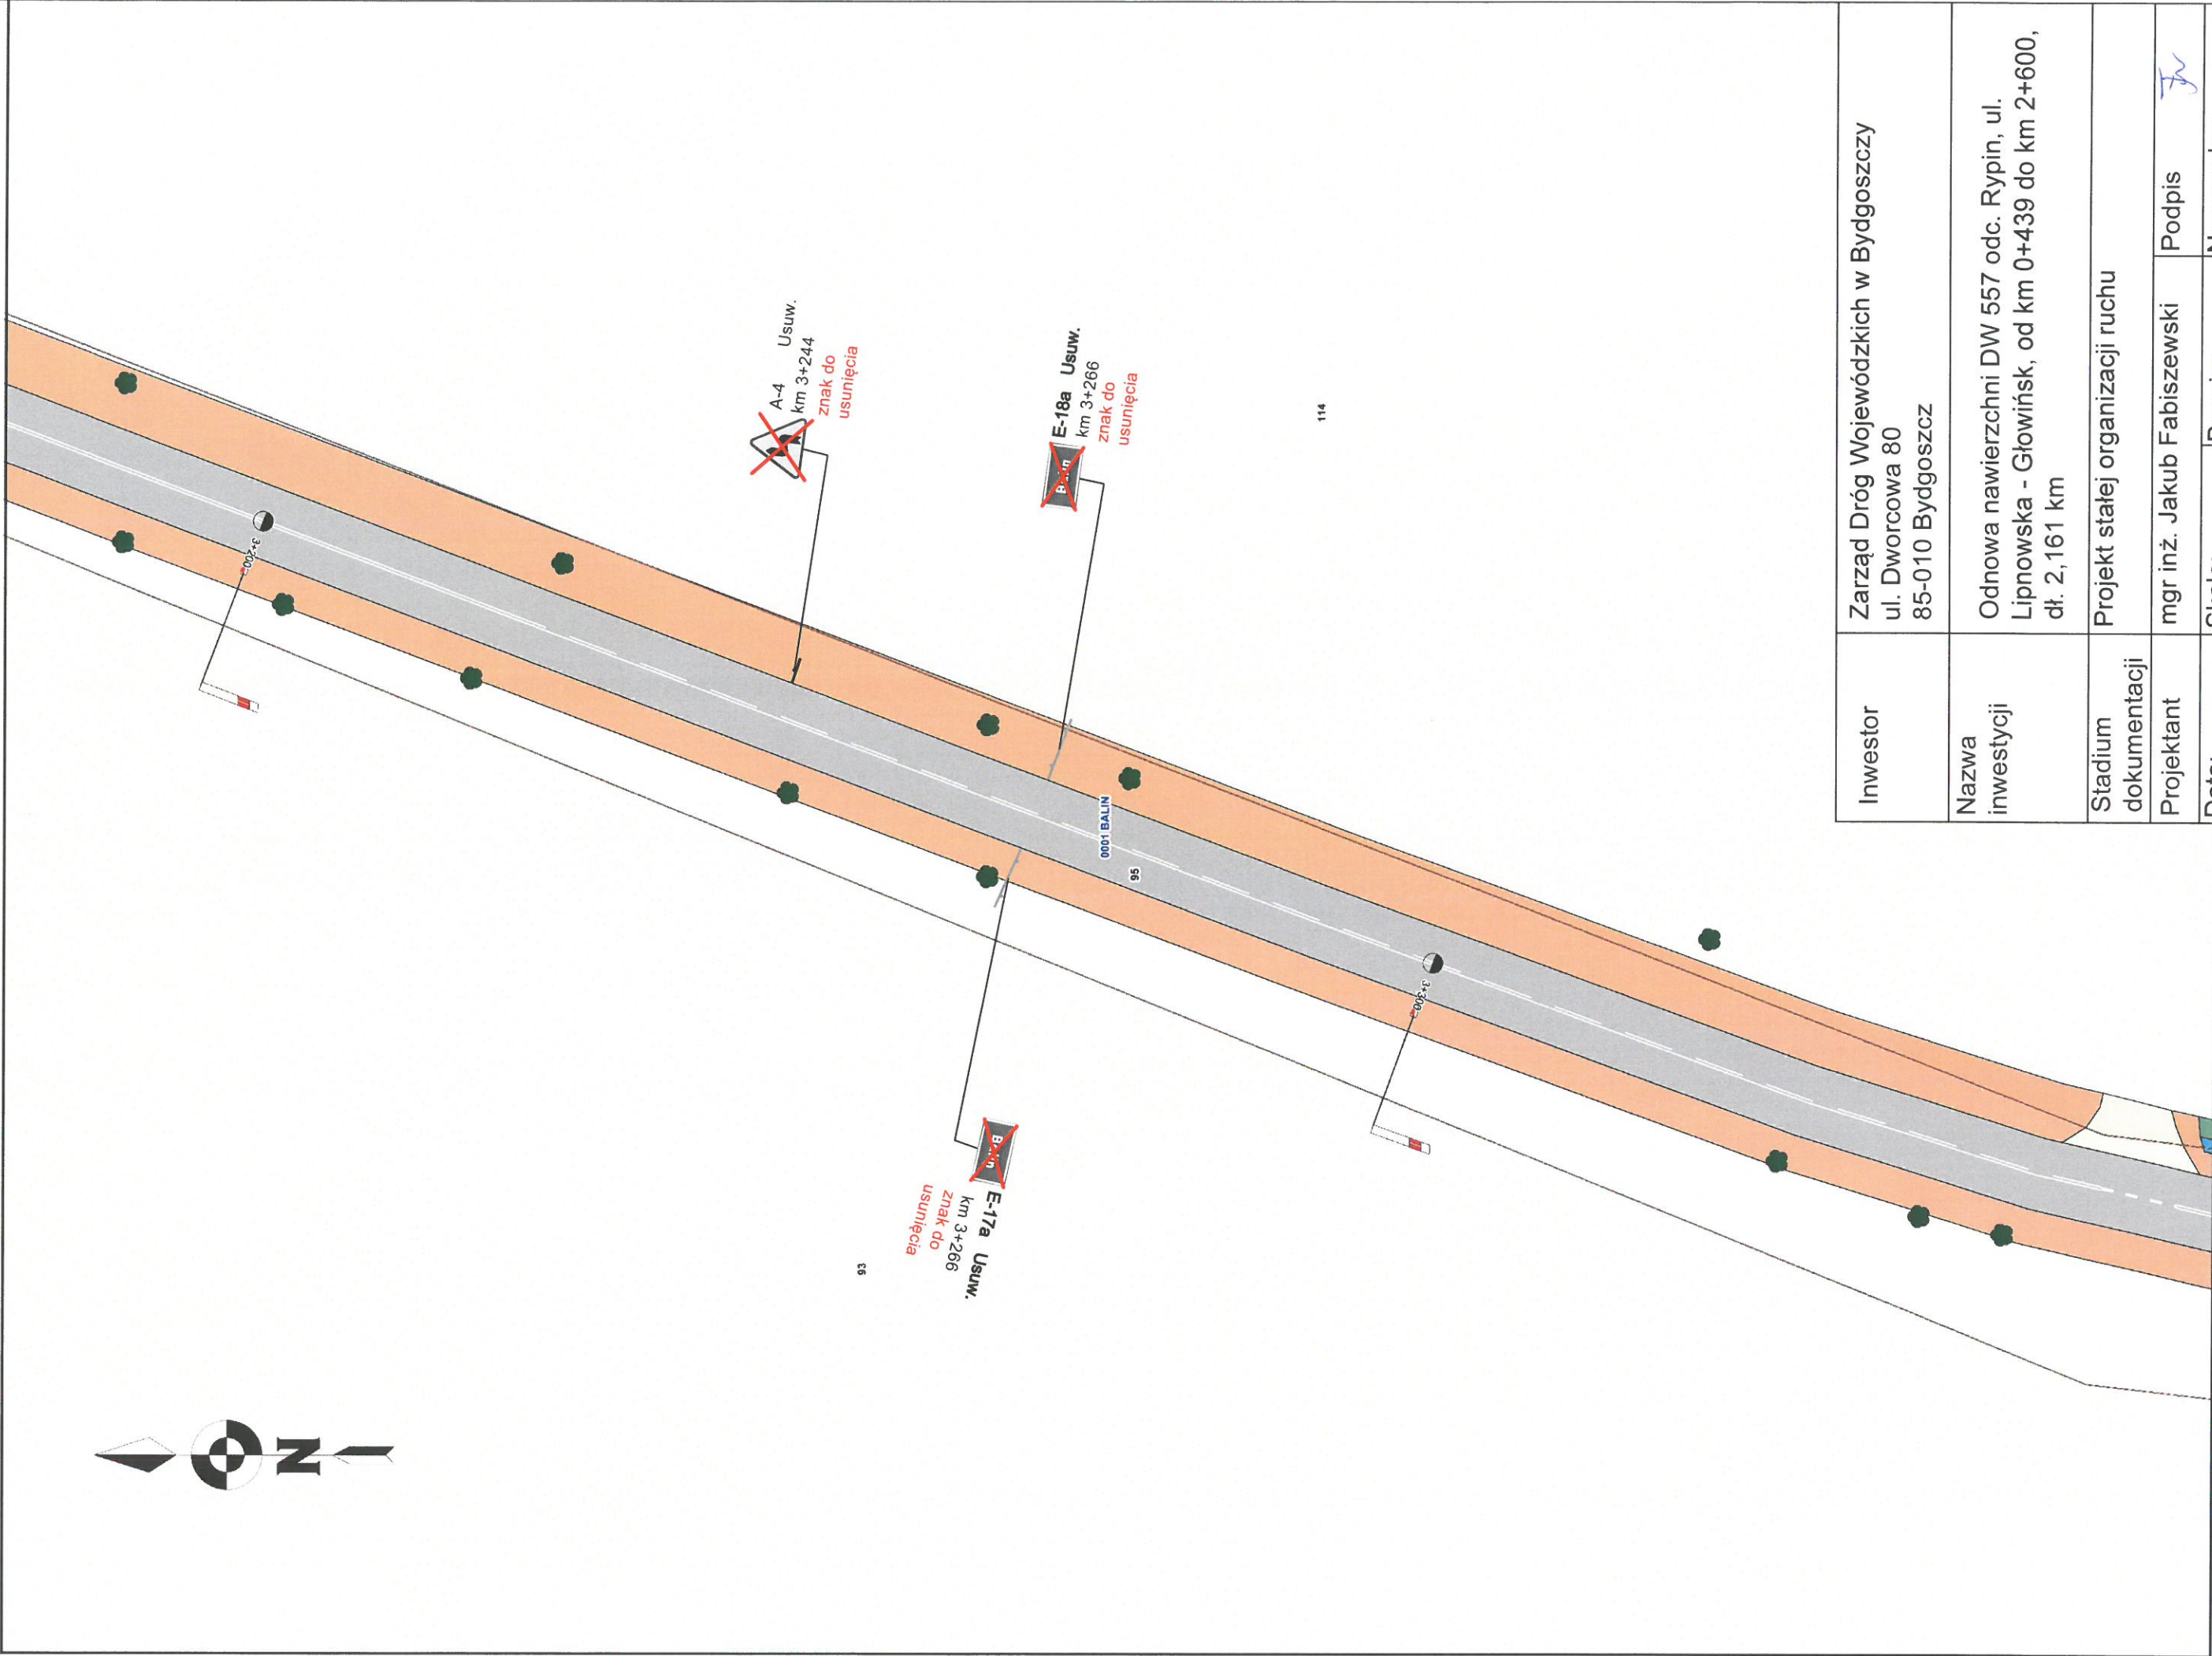 A-4 Usuw.
km 3+244
znak do
usunięcia
E-18a Usuw.
km 3+266
znak do
usunięcia
114
3+200
0001 BALIN
95
3+300
E-17a Usuw.
km 3+266
znak do
usunięcia
93
N
Inwestor
Zarząd Dróg Wojewódzkich w Bydgoszczy
ul. Dworcowa 80
85-010 Bydgoszcz
Nazwa
inwestycji
Odnowa nawierzchni DW 557 odc. Rypin, ul.
Lipnowska - Głowińsk, od km 0+439 do km 2+600,
dł. 2,161 km
Stadium
dokumentacji
Projekt stałej organizacji ruchu
Projektant
mgr inż. Jakub Fabiszewski
Podpis